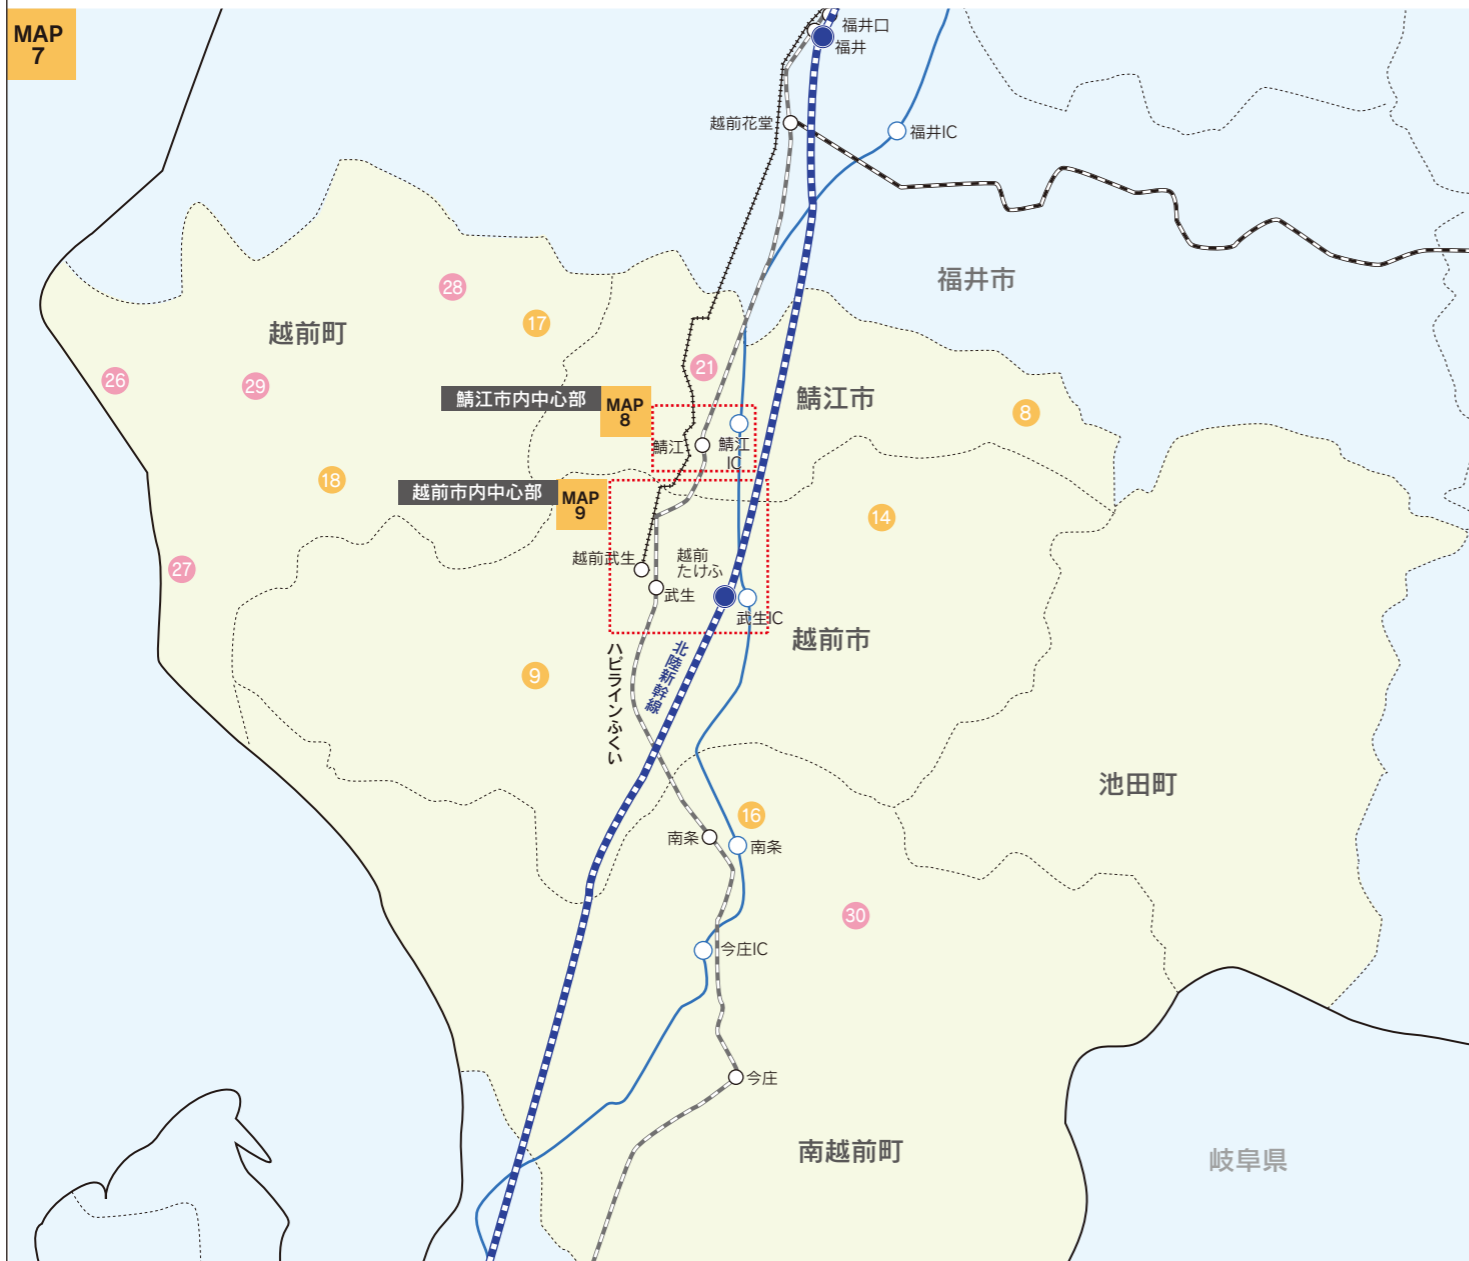 MAP
7
福井口
福井
越前花堂
福井IC
福井市
28
17
越前町
26
29
21
鯖江市内中心部
MAP
8
鯖江市
8
鯖江
鯖江
IC
18
越前市内中心部
MAP
9
14
越前武生
越前
たけふ
27
武生
武生IC
越前市
9
ハピラインふくい
北陸新幹線
池田町
16
南条
南条
30
今庄IC
今庄
南越前町
岐阜県